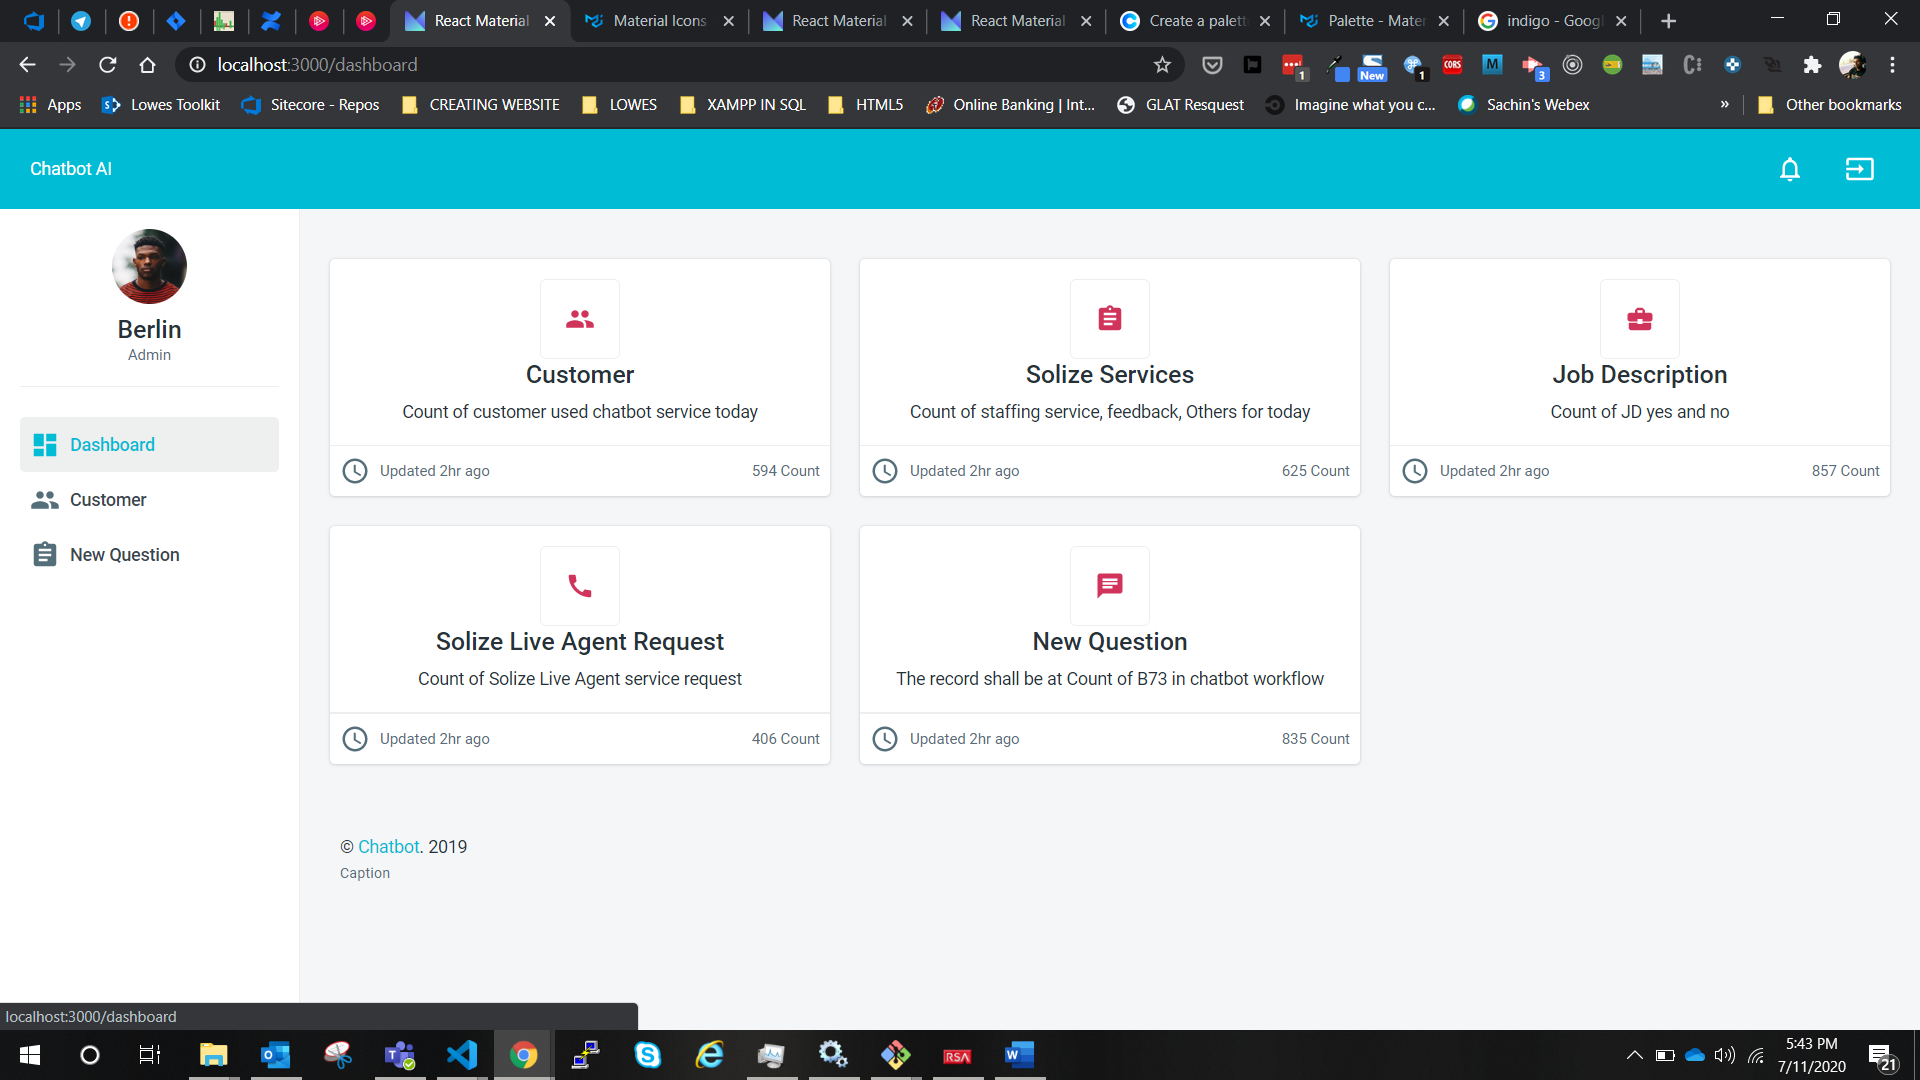 React Material
Material Icons
React Material
React Material
Create a palett
Palette - Mater
indigo - Googl
localhost:3000/dashboard
1
New
1
CORS
M
3
Apps
Lowes Toolkit
Sitecore - Repos
CREATING WEBSITE
LOWES
XAMPP IN SQL
HTML5
Online Banking | Int...
GLAT Resquest
Imagine what you c...
Sachin's Webex
»
Other bookmarks
Chatbot AI
Berlin
Admin
Dashboard
Customer
New Question
Customer
Count of customer used chatbot service today
Updated 2hr ago
594 Count
Solize Services
Count of staffing service, feedback, Others for today
Updated 2hr ago
625 Count
Job Description
Count of JD yes and no
Updated 2hr ago
857 Count
Solize Live Agent Request
Count of Solize Live Agent service request
Updated 2hr ago
406 Count
New Question
The record shall be at Count of B73 in chatbot workflow
Updated 2hr ago
835 Count
© Chatbot. 2019
Caption
localhost:3000/dashboard
RSA
5:43 PM
7/11/2020
21